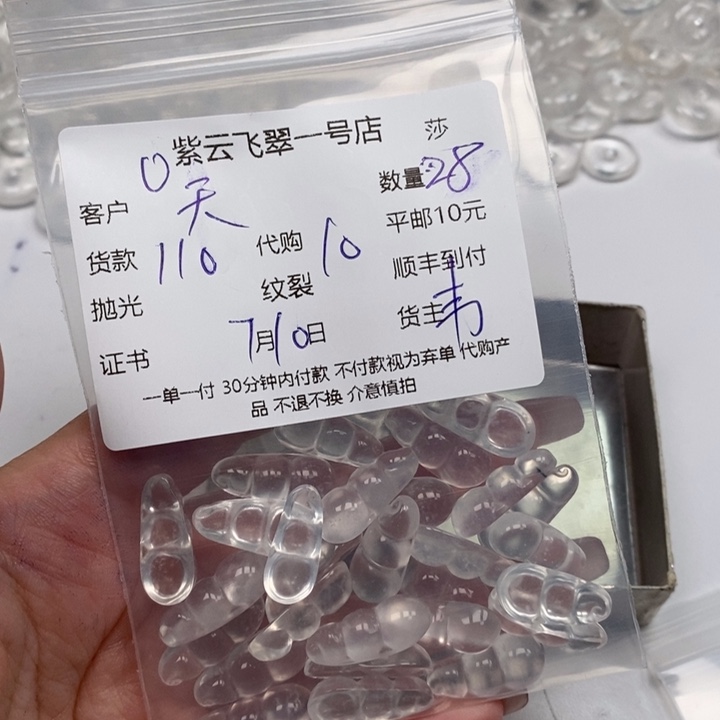 紫云飞翠一号店 莎
客户 0天 数量 28
货款 110 代购 10 平邮10元
抛光 纹裂 顺丰到付
证书 7月10日 货主 韦
一单一付 30分钟内付款 不付款视为弃单 代购产
品 不退不换 介意慎拍